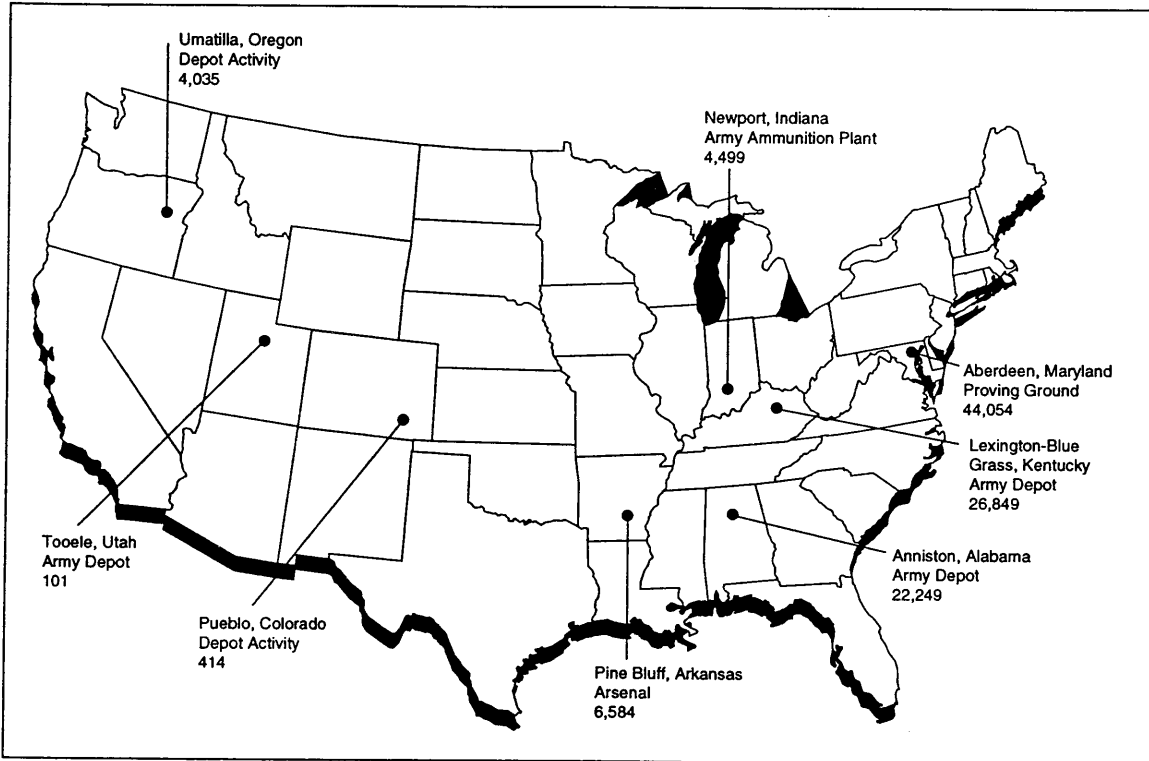 Umatilla, Oregon
Depot Activity
4,035
Newport, Indiana
Army Ammunition Plant
4,499
Aberdeen, Maryland
Proving Ground
44,054
Lexington-Blue
Grass, Kentucky
Army Depot
26,849
Anniston, Alabama
Army Depot
22,249
Tooele, Utah
Army Depot
101
Pueblo, Colorado
Depot Activity
414
Pine Bluff, Arkansas
Arsenal
6,584